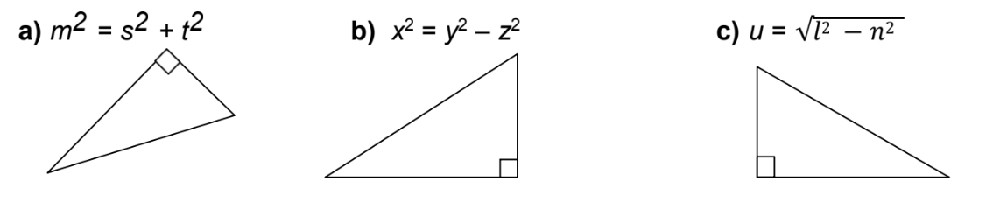 a) m² = s² + t²
b) x² = y² – z²
c) u = √l² − n²